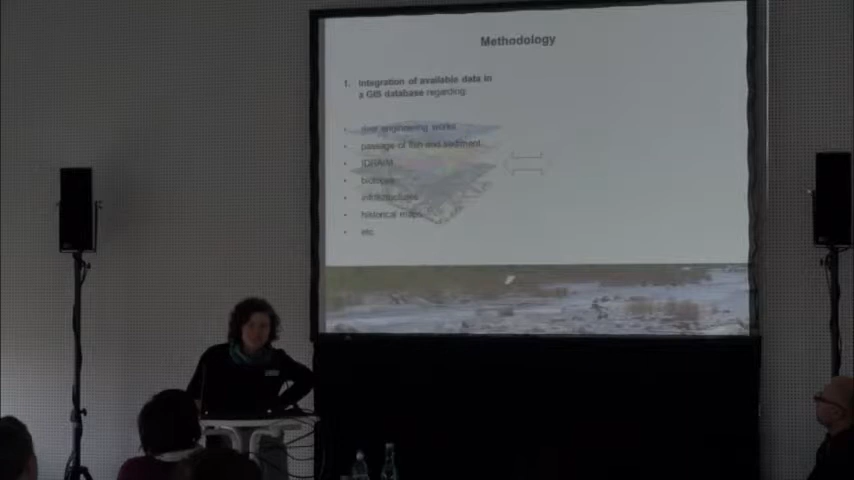 Methodology
1. Integration of available data in
a GIS database regarding
• river engineering works
• passage of fish and sediment
• IDRAIM
• biotopes
• infrastructures
• historical maps
• etc.